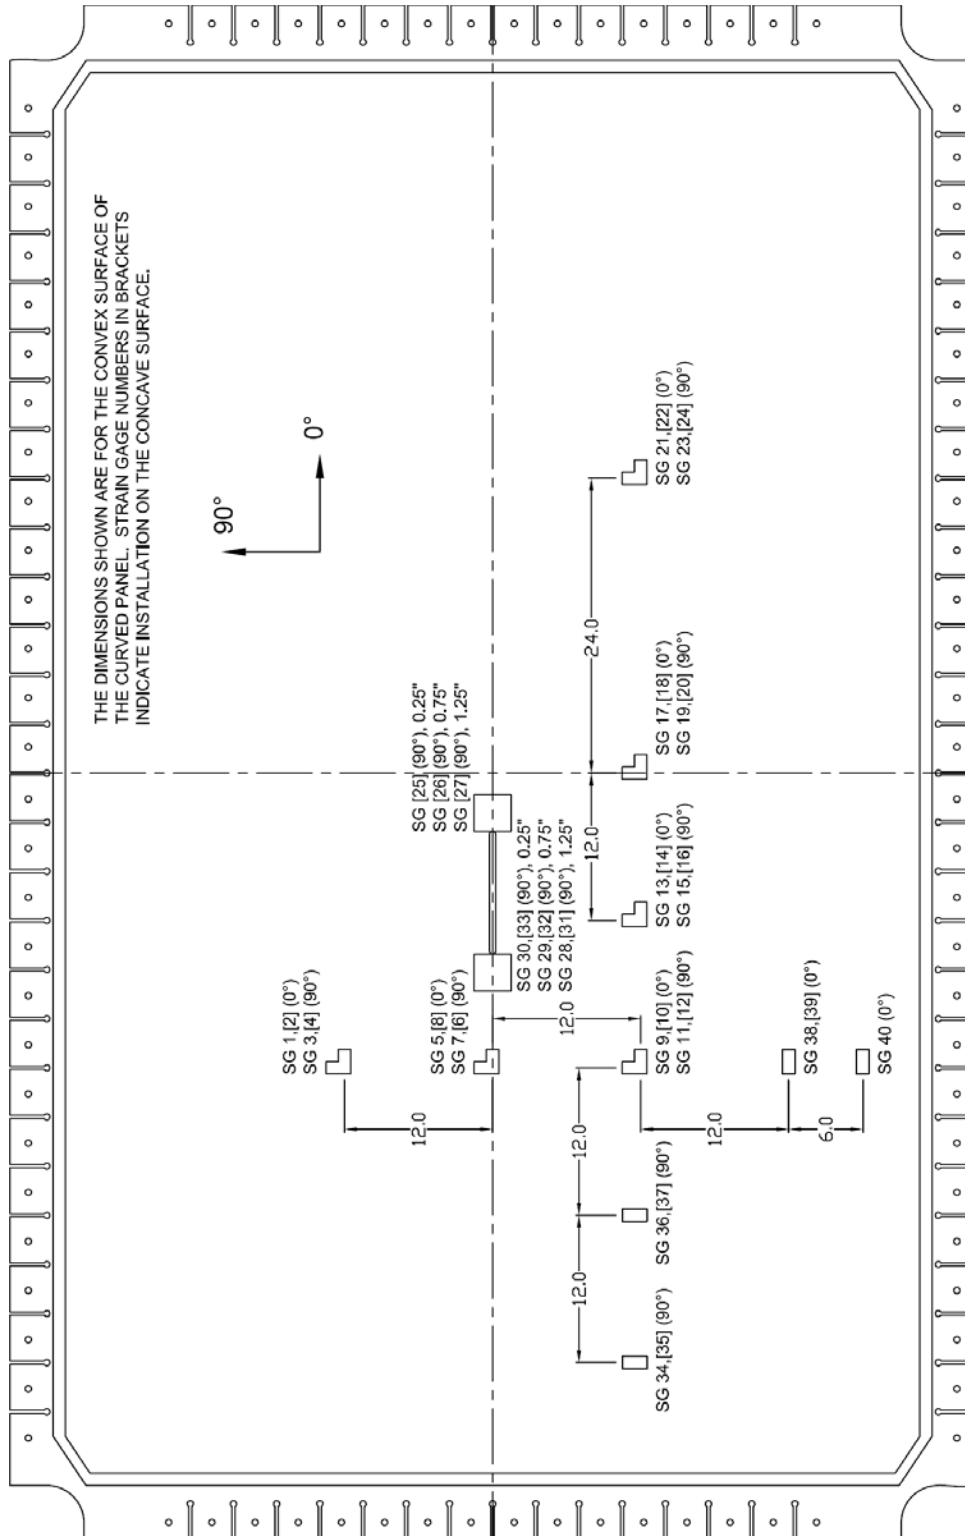 THE DIMENSIONS SHOWN ARE FOR THE CONVEX SURFACE OF
THE CURVED PANEL. STRAIN GAGE NUMBERS IN BRACKETS
INDICATE INSTALLATION ON THE CONCAVE SURFACE.
90°
0°
SG [25] (90°), 0.25"
SG [26] (90°), 0.75"
SG [27] (90°), 1.25"
SG 30,[33] (90°), 0.25"
SG 29,[32] (90°), 0.75"
SG 28,[31] (90°), 1.25"
SG 1,[2] (0°)
SG 3,[4] (90°)
SG 5,[8] (0°)
SG 7,[6] (90°)
12.0
12.0
12.0
24.0
SG 9,[10] (0°)
SG 11,[12] (90°)
SG 13,[14] (0°)
SG 15,[16] (90°)
SG 17,[18] (0°)
SG 19,[20] (90°)
SG 21,[22] (0°)
SG 23,[24] (90°)
12.0
12.0
SG 34,[35] (90°)
SG 36,[37] (90°)
12.0
6.0
SG 38,[39] (0°)
SG 40 (0°)